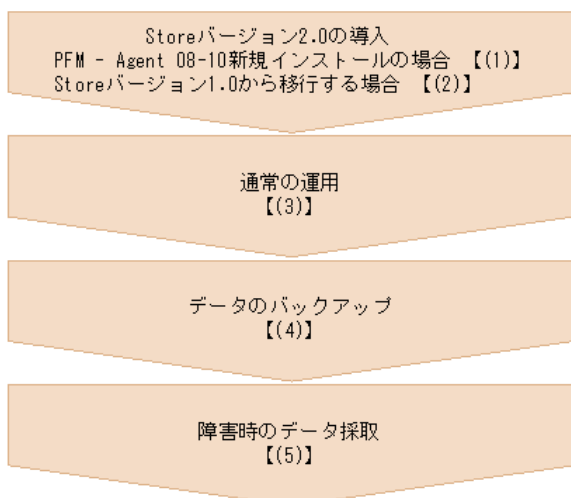 Storeバージョン2.0の導入
PFM - Agent 08-10新規インストールの場合 【(1)】
Storeバージョン1.0から移行する場合 【(2)】
通常の運用
【(3)】
データのバックアップ
【(4)】
障害時のデータ採取
【(5)】